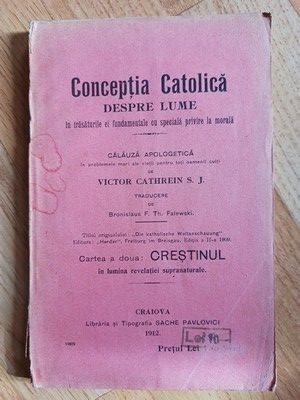 Concepția Catolică
DESPRE LUME
în trăsăturile ei fundamentale cu specială privire la morală
CĂLĂUZĂ APOLOGETICĂ
în problemele mari ale vieții pentru toți oamenii culți
DE
VICTOR CATHREIN S. J.
TRADUCERE
DE
Bronislaus F. Th. Falewski.
Titlul originalului: „Die katholische Weltanschauung"
Editura: „Herder", Freiburg im Breisgau. Ediția a II-a 1909.
Cartea a doua: CREȘTINUL
în lumina revelației supranaturale.
CRAIOVA
Librăria și Tipografia SACHE PAVLOVICI
1912.
Lei 90
Prețul Lei